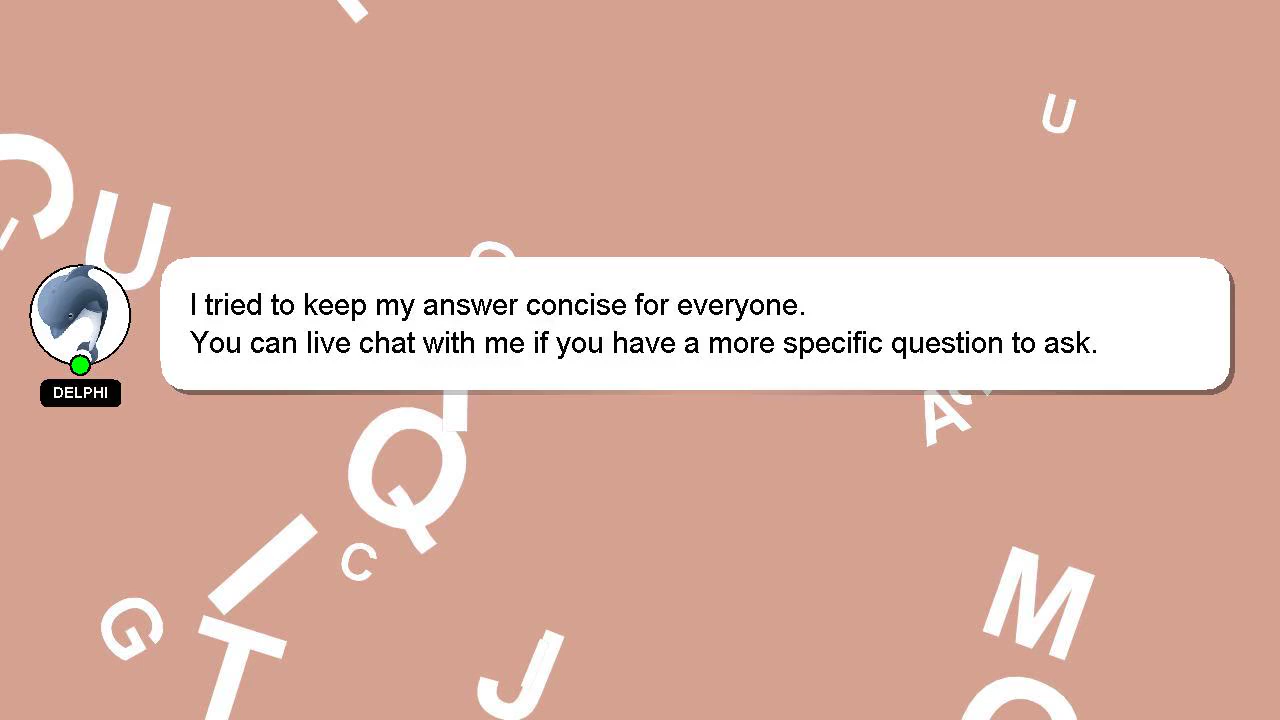 U
U
I tried to keep my answer concise for everyone.
You can live chat with me if you have a more specific question to ask.
DELPHI
A
Q
I
C
M
G
T
J